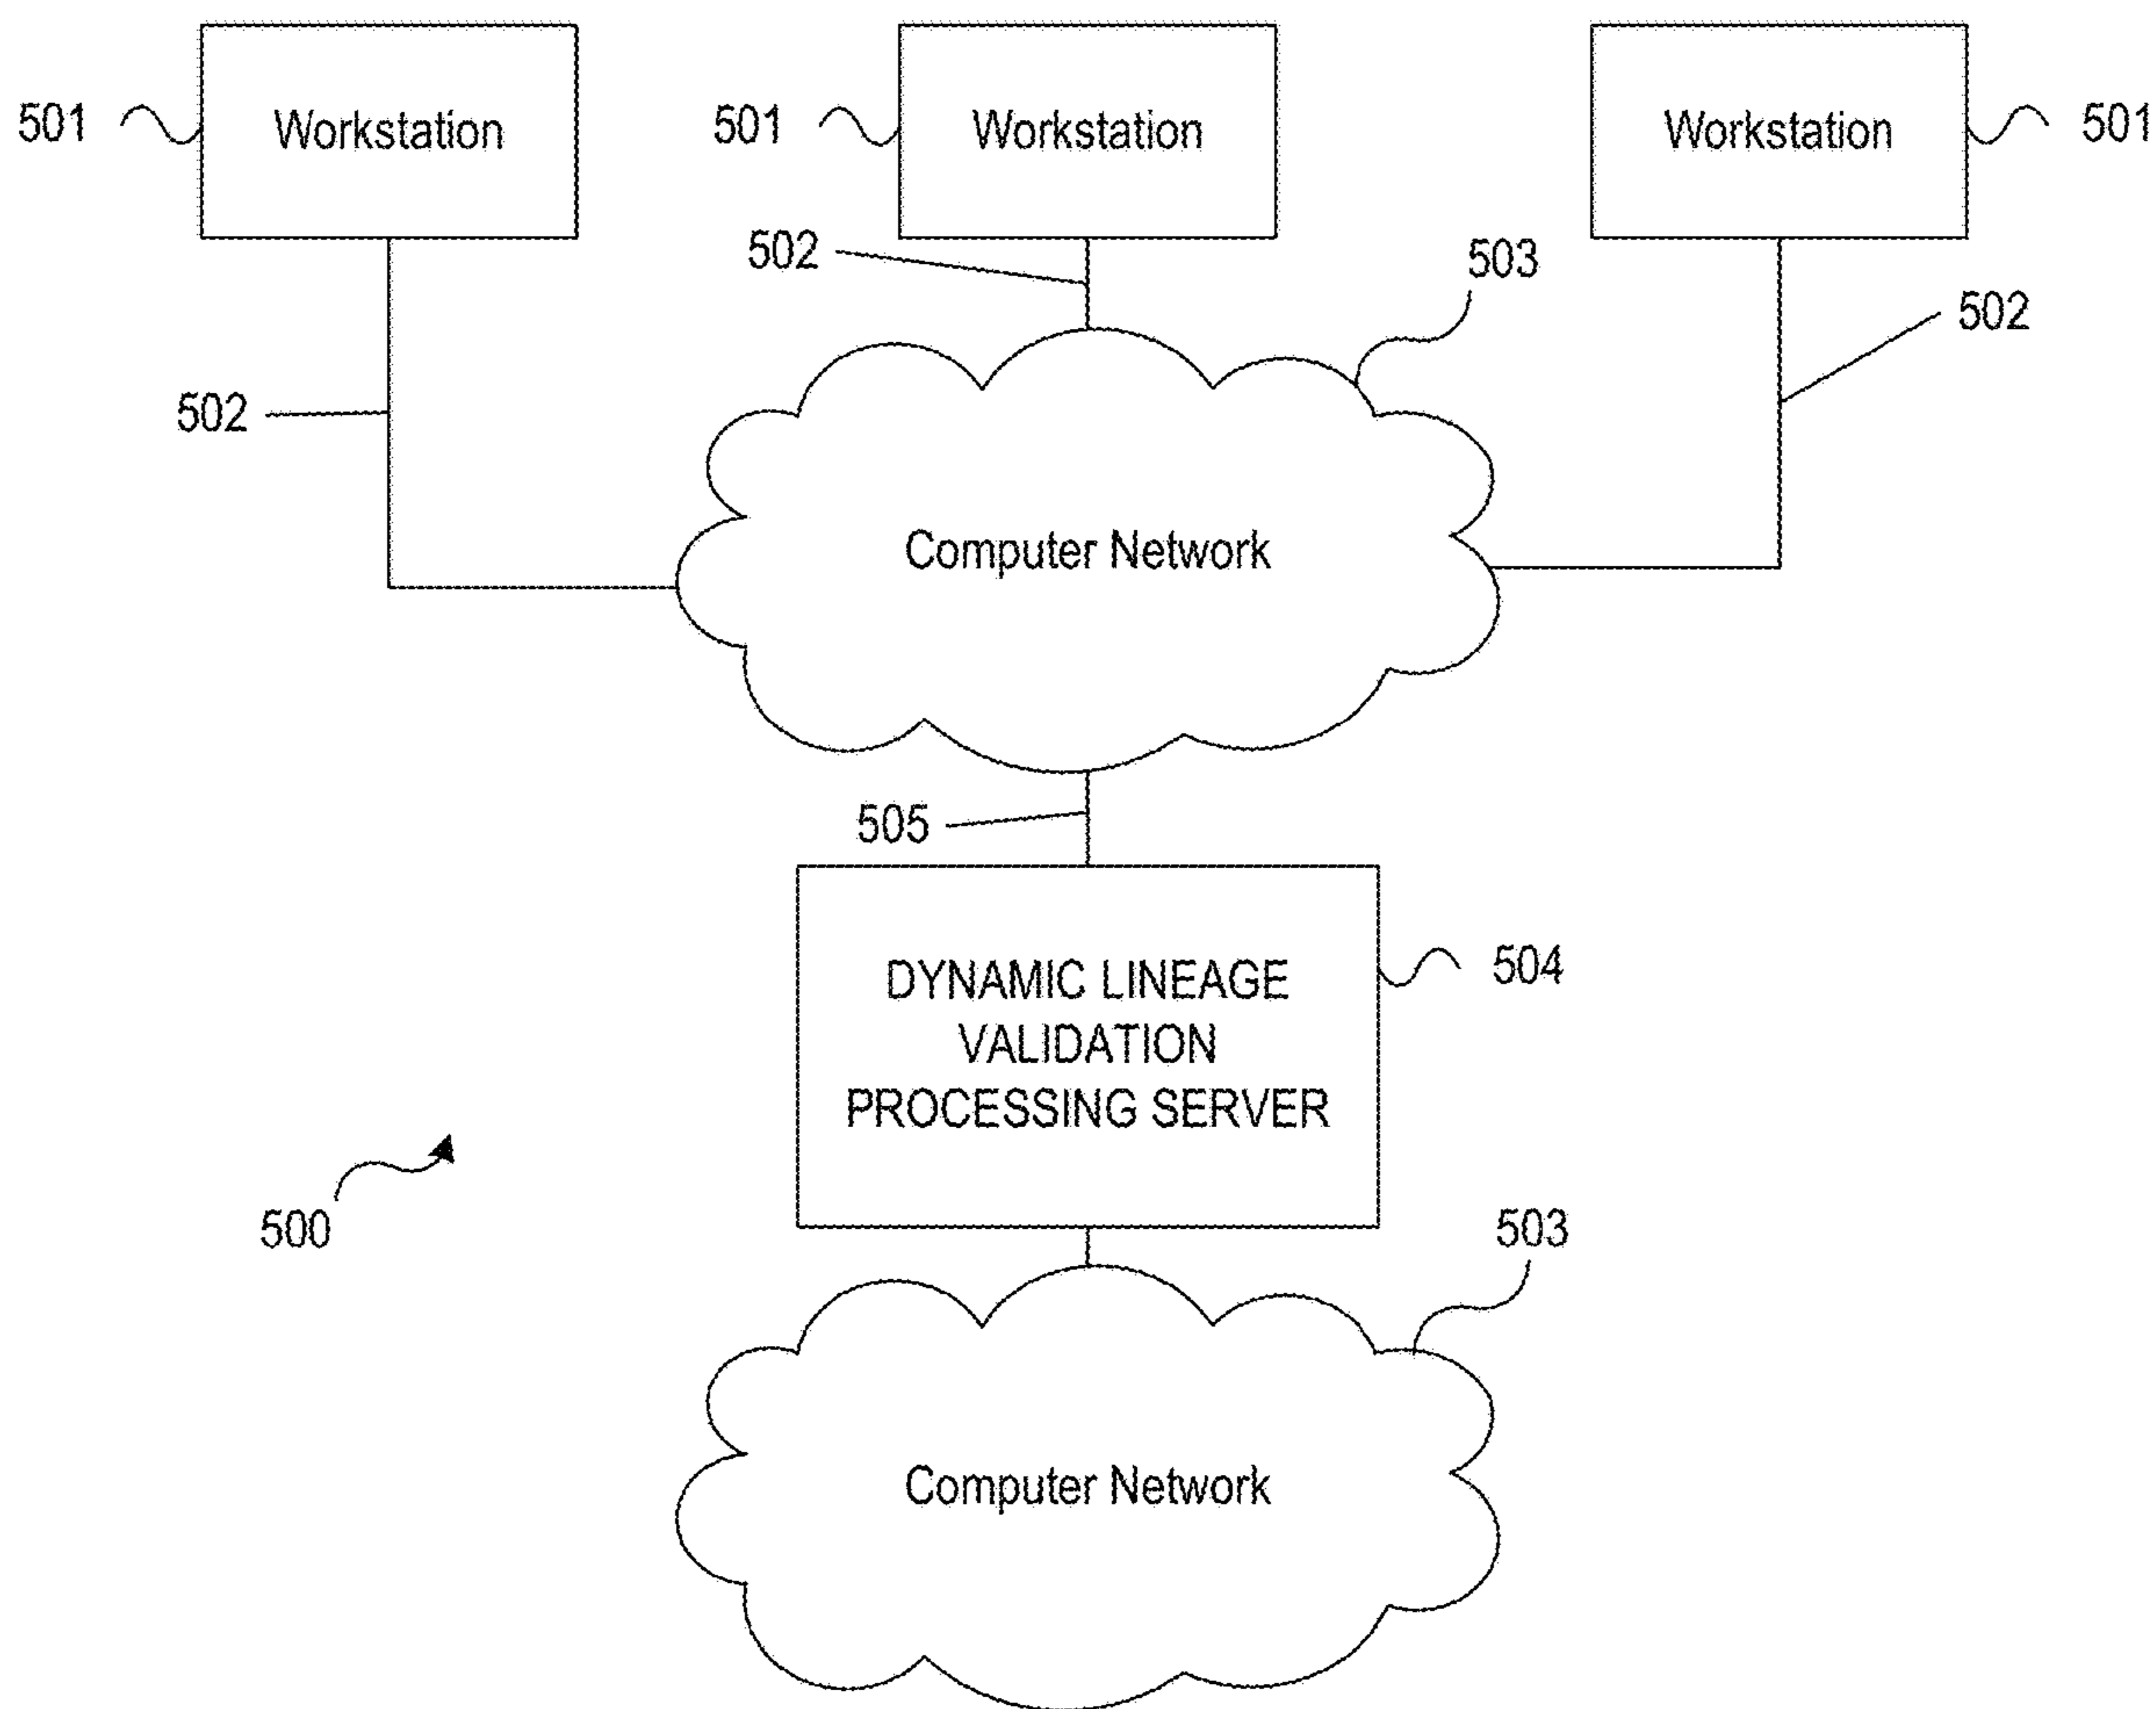 501 Workstation 501 Workstation Workstation 501
502 503
502
502
Computer Network
505
DYNAMIC LINEAGE
VALIDATION
PROCESSING SERVER
504
500 503
Computer Network